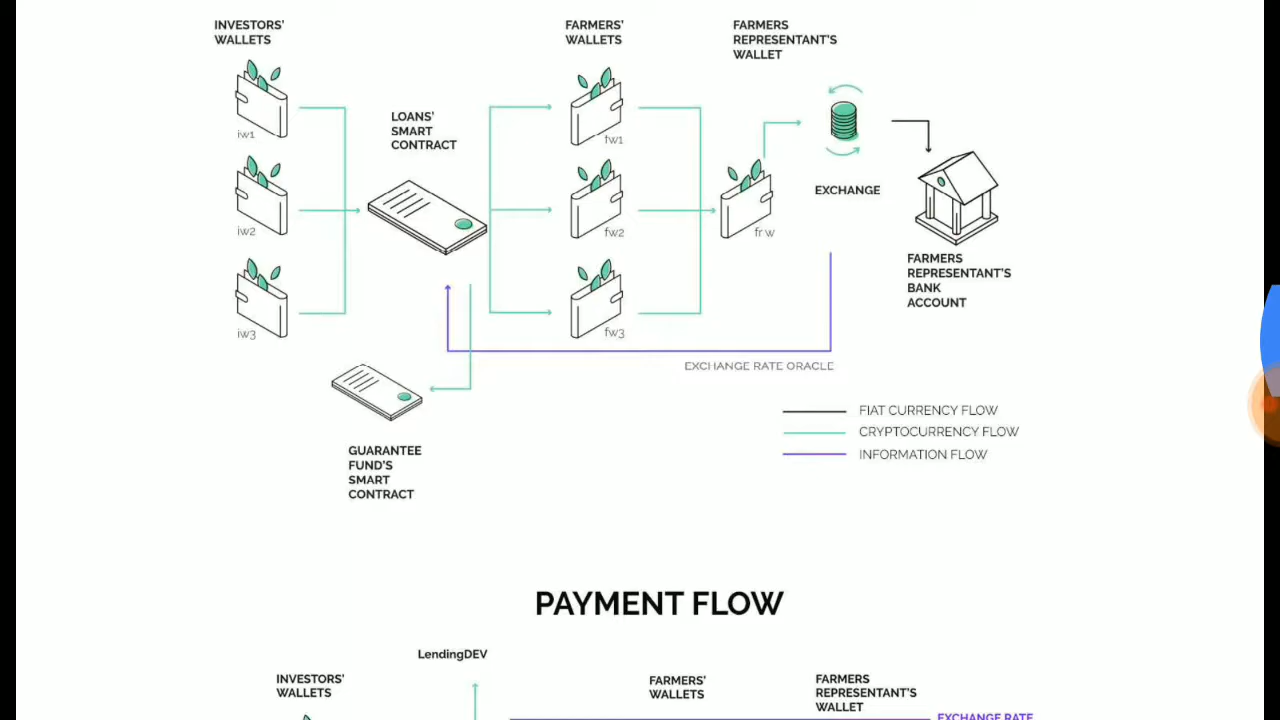 INVESTORS'
WALLETS
FARMERS'
WALLETS
FARMERS
REPRESENTANT'S
WALLET
LOANS'
SMART
CONTRACT
iw1
fw1
iw2
fw2
fr w
EXCHANGE
FARMERS
REPRESENTANT'S
BANK
ACCOUNT
iw3
fw3
EXCHANGE RATE ORACLE
FIAT CURRENCY FLOW
CRYPTOCURRENCY FLOW
INFORMATION FLOW
GUARANTEE
FUND'S
SMART
CONTRACT
PAYMENT FLOW
LendingDEV
INVESTORS'
WALLETS
FARMERS'
WALLETS
FARMERS
REPRESENTANT'S
WALLET
EXCHANGE RATE